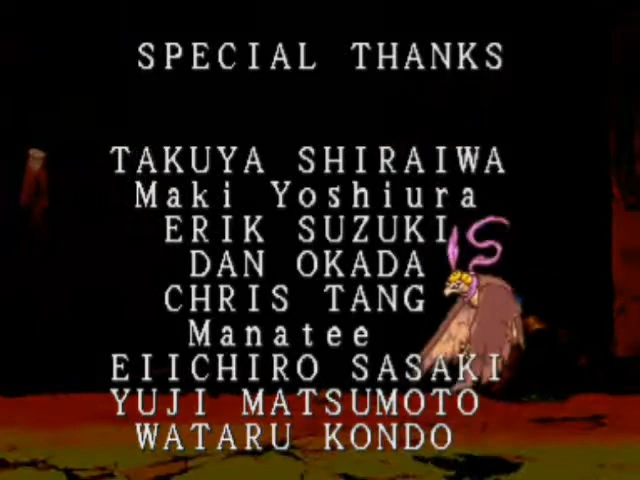 SPECIAL THANKS
TAKUYA SHIRAIWA
Maki Yoshiura
ERIK SUZUKI
DAN OKADA
CHRIS TANG
Manatee
EIICHIRO SASAKI
YUJI MATSUMOTO
WATARU KONDO